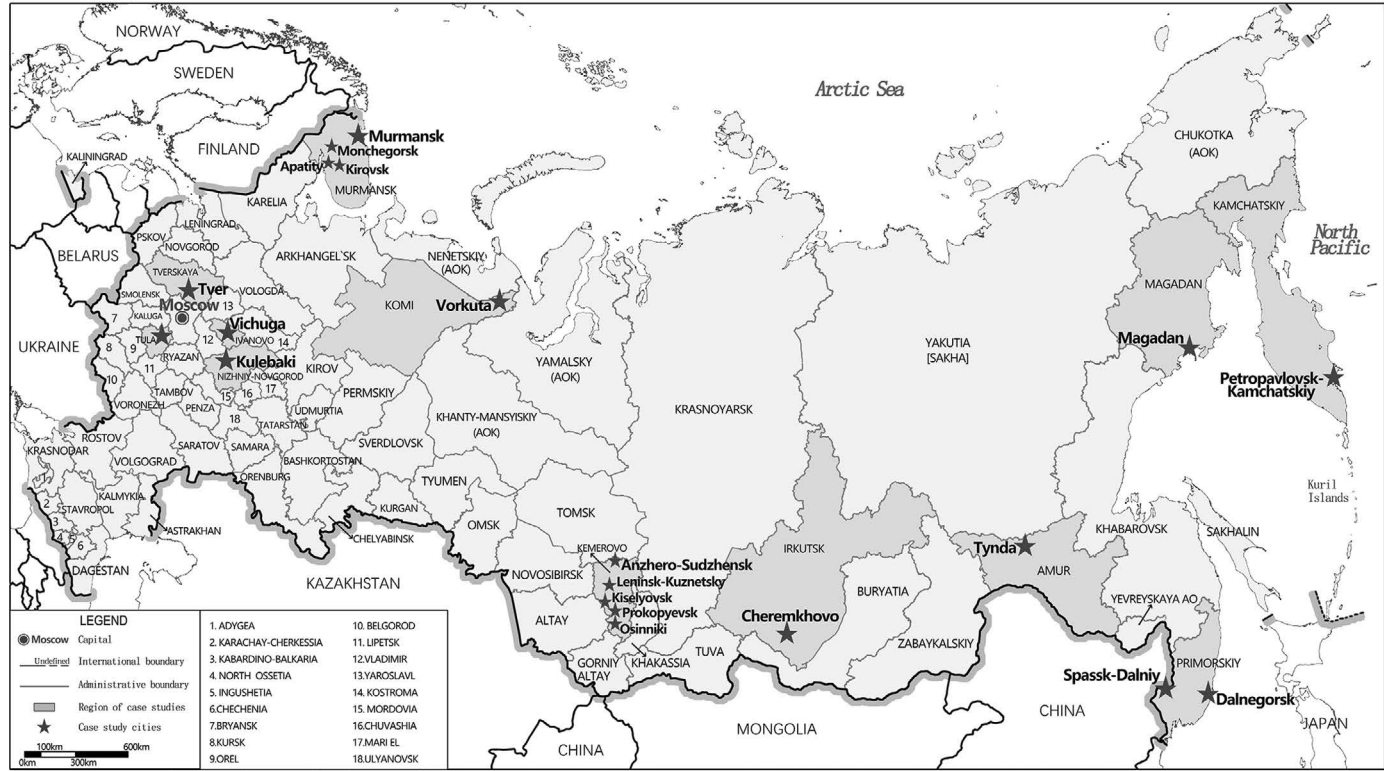 NORWAY
SWEDEN
FINLAND
KALININGRAD
BELARUS
UKRAINE
Arctic Sea
North
Pacific
Murmansk
Monchegorsk
Apatity
Kirovsk
MURMANSK
KARELIA
LENINGRAD
PSKOV
NOVGOROD
ARKHANGEL`SK
NENETSKIY
(AOK)
TVERSKAYA
Tver
SMOLENSK
Moscow
13
VOLOGDA
KOMI
Vorkuta
7
KALUGA
TULA
Vichuga
12
IVANOVO
14
8
9
RYAZAN
Kulebaki
NIZHNIY-NOVGOROD
KIROV
11
10
TAMBOV
15
16
17
PERMSKIY
VORONEZH
PENZA
18
TATARSTAN
UDMURTIA
ROSTOV
SARATOV
SAMARA
BASHKORTOSTAN
SVERDLOVSK
KRASNODAR
VOLGOGRAD
ORENBURG
1
KALMYKIA
STAVROPOL
2
3
4
5
6
ASTRAKHAN
DAGESTAN
CHELYABINSK
KURGAN
TYUMEN
KHANTY-MANSYISKIY
(AOK)
YAMALSKY
(AOK)
OMSK
TOMSK
KRASNOYARSK
YAKUTIA
[SAKHA]
CHUKOTKA
(AOK)
KAMCHATSKIY
MAGADAN
Magadan
Petropavlovsk-
Kamchatskiy
Kuril
Islands
SAKHALIN
KHABAROVSK
KEMEROVO
Anzhero-Sudzhensk
Leninsk-Kuznetsky
Kiselyovsk
Prokopyevsk
Osinniki
NOVOSIBIRSK
ALTAY
GORNIY
ALTAY
KHAKASSIA
TUVA
IRKUTSK
Cheremkhovo
BURYATIA
ZABAYKALSKIY
Tynda
AMUR
YEVREYSKAYA AO
PRIMORSKIY
Spassk-Dalniy
Dalnegorsk
KAZAKHSTAN
CHINA
MONGOLIA
CHINA
JAPAN
LEGEND
Moscow Capital
Undefined International boundary
Administrative boundary
Region of case studies
Case study cities
100km 600km
0km 300km
1. ADYGEA
2. KARACHAY-CHERKESSIA
3. KABARDINO-BALKARIA
4. NORTH OSSETIA
5. INGUSHETIA
6.CHECHENIA
7.BRYANSK
8.KURSK
9.OREL
10. BELGOROD
11. LIPETSK
12.VLADIMIR
13.YAROSLAVL
14. KOSTROMA
15. MORDOVIA
16.CHUVASHIA
17.MARI EL
18.ULYANOVSK